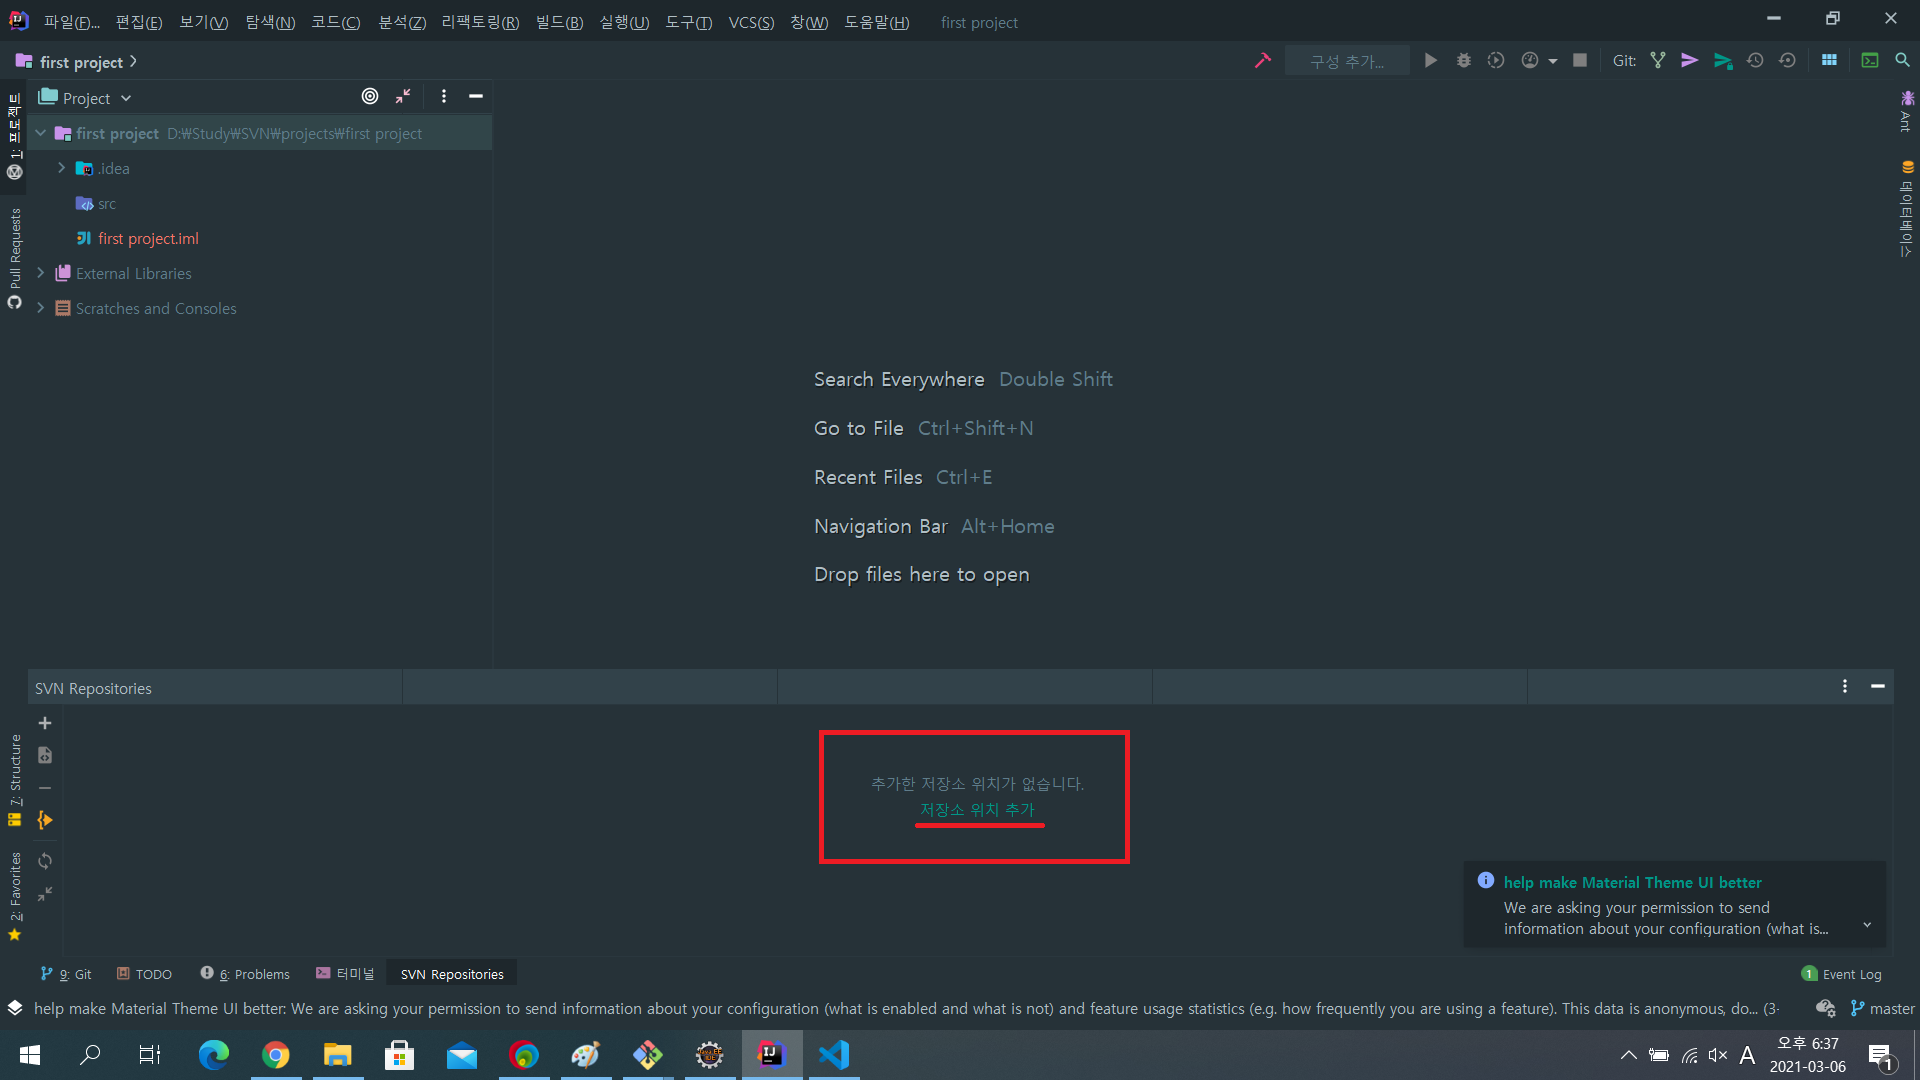 파일(F)... 편집(E) 보기(V) 탐색(N) 코드(C) 분석(Z) 리팩토링(R) 빌드(B) 실행(U) 도구(T) VCS(S) 창(W) 도움말(H) first project
first project
구성 추가...
Git:
1: 프로젝트
Pull Requests
Project
first project D:₩Study₩SVN₩projects₩first project
.idea
src
first project.iml
External Libraries
Scratches and Consoles
Ant
데이터베이스
Search Everywhere Double Shift
Go to File Ctrl+Shift+N
Recent Files Ctrl+E
Navigation Bar Alt+Home
Drop files here to open
SVN Repositories
추가한 저장소 위치가 없습니다.
저장소 위치 추가
7: Structure
2: Favorites
help make Material Theme UI better
We are asking your permission to send
information about your configuration (what is...
9: Git TODO 6: Problems 터미널 SVN Repositories
1 Event Log
help make Material Theme UI better: We are asking your permission to send information about your configuration (what is enabled and what is not) and feature usage statistics (e.g. how frequently you are using a feature). This data is anonymous, do... (3·
master
A
오후 6:37
2021-03-06
1